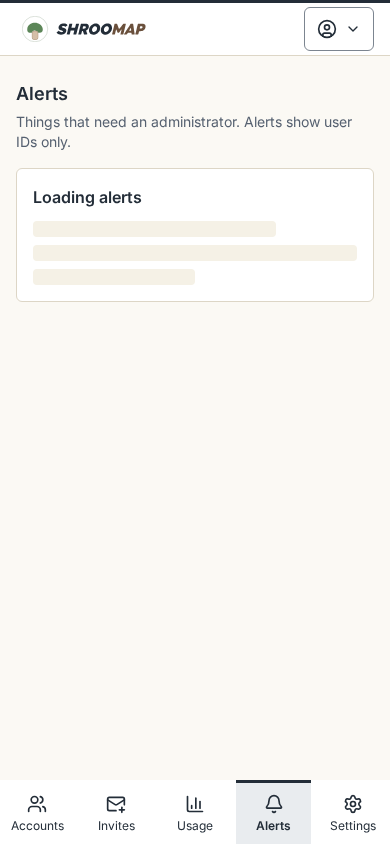 SHROOMAP
Alerts
Things that need an administrator. Alerts show user
IDs only.
Loading alerts
Accounts
Invites
Usage
Alerts
Settings